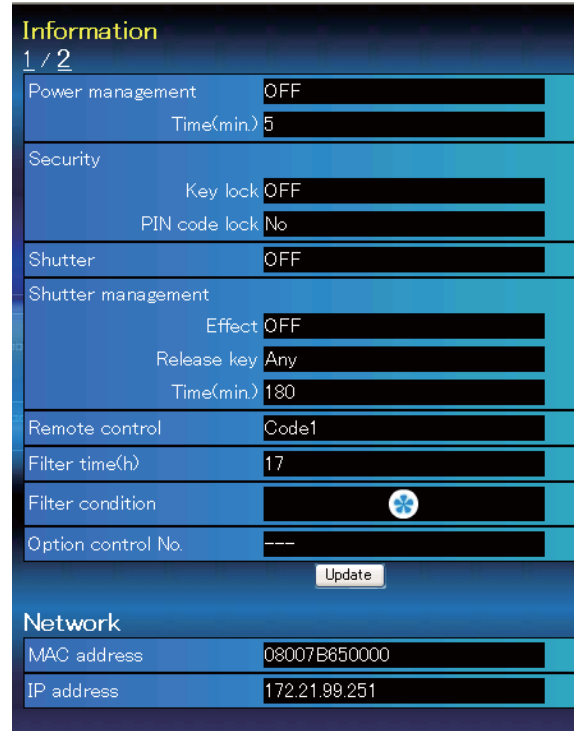 Information
1 / 2
Power management OFF
Time(min.) 5
Security
Key lock OFF
PIN code lock No
Shutter OFF
Shutter management
Effect OFF
Release key Any
Time(min.) 180
Remote control Code1
Filter time(h) 17
Filter condition
Option control No. ---
Update
Network
MAC address 08007B650000
IP address 172.21.99.251